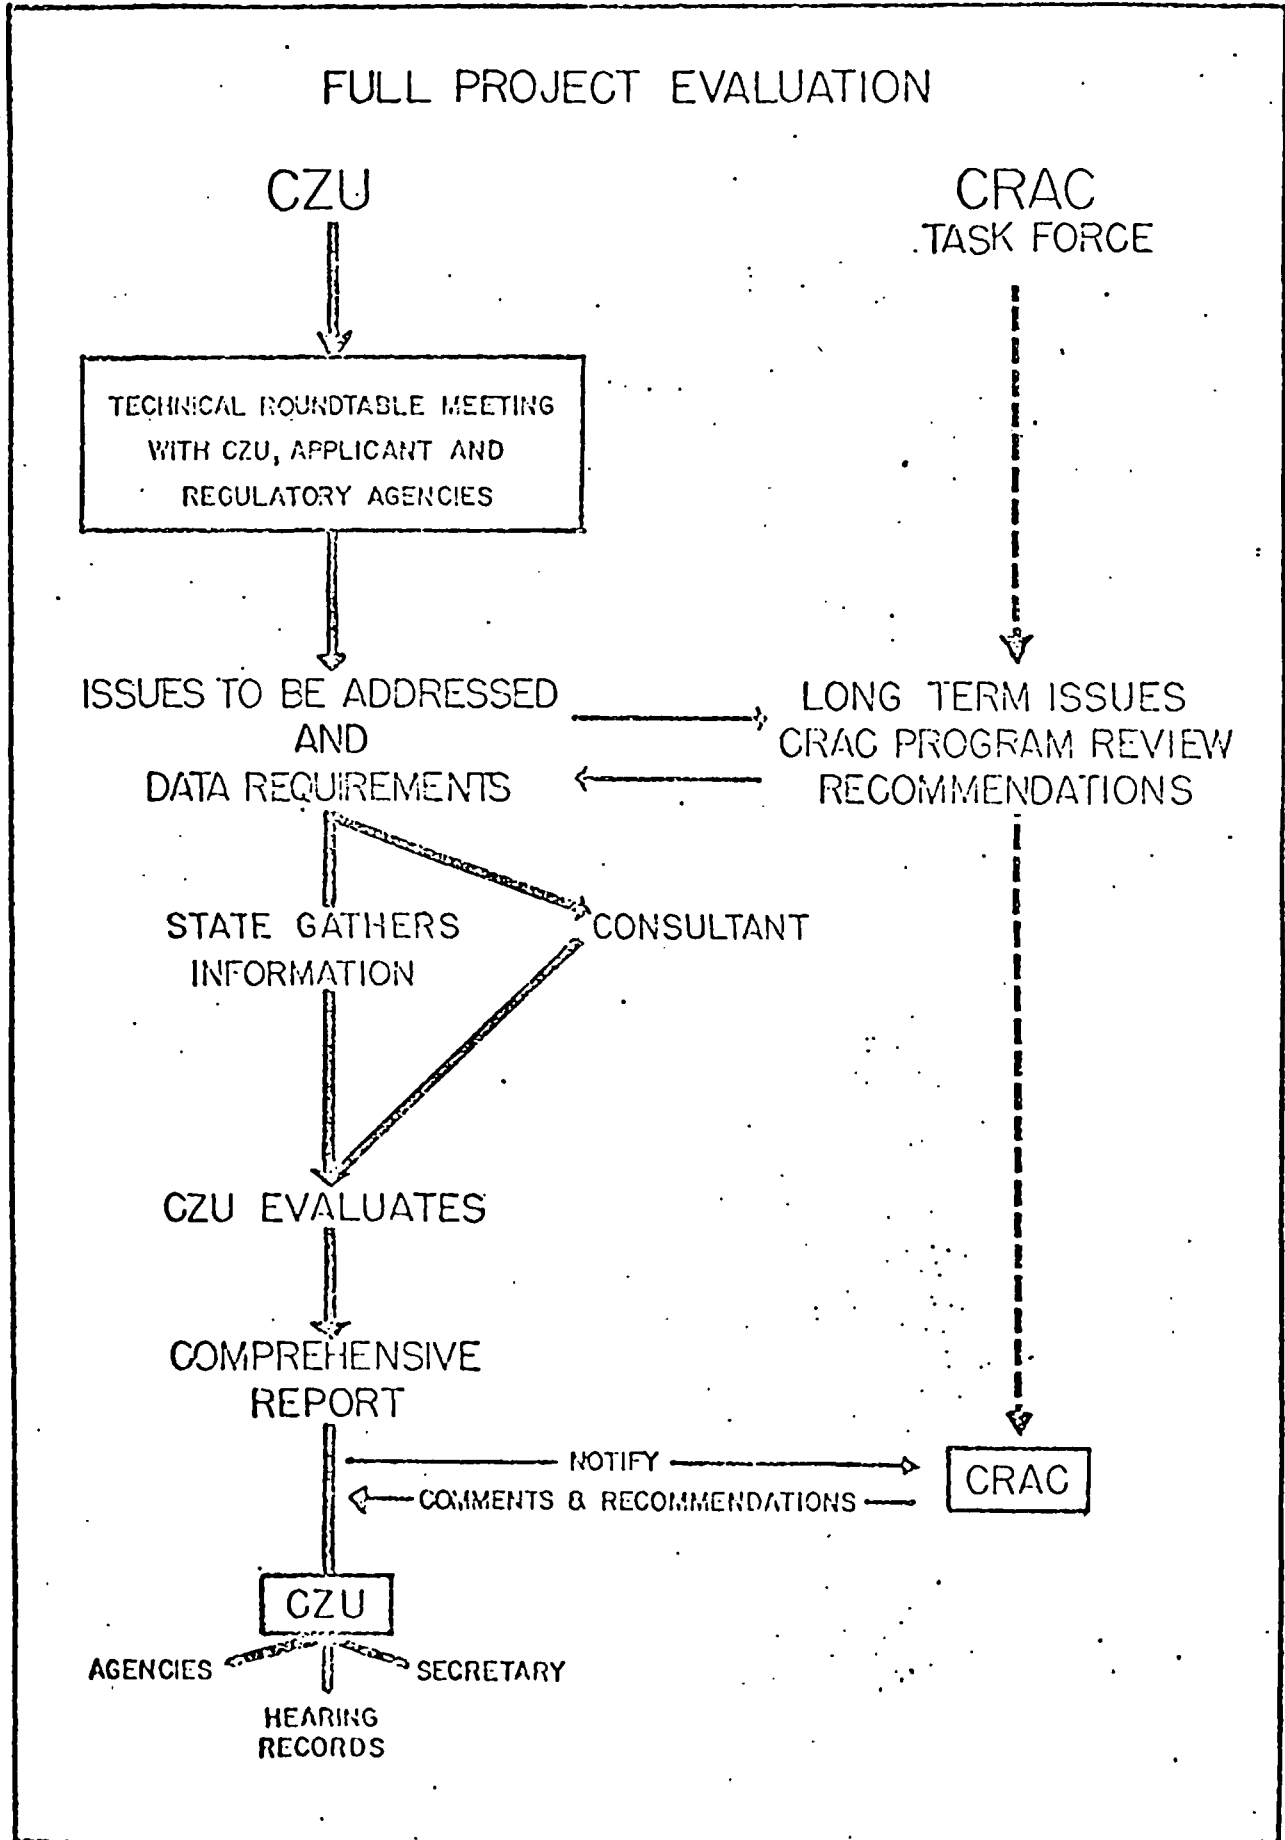 FULL PROJECT EVALUATION
CZU
CRAC
TASK FORCE
TECHNICAL ROUNDTABLE MEETING
WITH CZU, APPLICANT AND
REGULATORY AGENCIES
ISSUES TO BE ADDRESSED
AND
DATA REQUIREMENTS
LONG TERM ISSUES
CRAC PROGRAM REVIEW
RECOMMENDATIONS
STATE GATHERS
INFORMATION
CONSULTANT
CZU EVALUATES
COMPREHENSIVE
REPORT
NOTIFY
COMMENTS & RECOMMENDATIONS
CRAC
CZU
AGENCIES
SECRETARY
HEARING
RECORDS